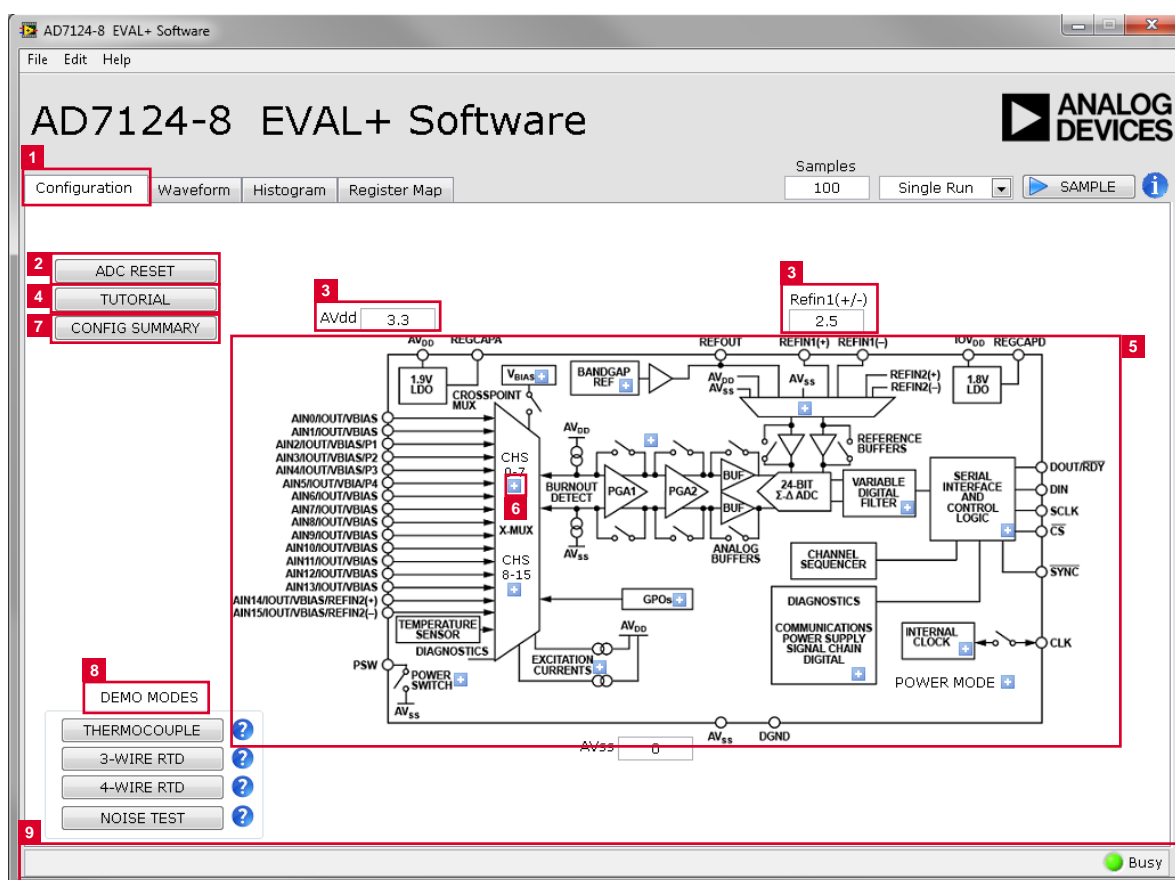 AD7124-8 EVAL+ Software
File Edit Help
AD7124-8 EVAL+ Software
ANALOG
DEVICES
1
Configuration
Waveform
Histogram
Register Map
Samples
100
Single Run
SAMPLE
i
2
ADC RESET
4
TUTORIAL
7
CONFIG SUMMARY
3
AVdd 3.3
3
Refin1(+/-)
2.5
5
AVDD
REGCAPA
REFOUT
REFIN1(+)
REFIN1(–)
IOVDD
REGCAPD
1.9V
LDO
VBIAS
BANDGAP
REF
AVDD
AVSS
AVSS
REFIN2(+)
REFIN2(–)
1.8V
LDO
CROSSPOINT
MUX
AIN0/IOUT/VBIAS
AIN1/IOUT/VBIAS
AIN2/IOUT/VBIAS/P1
AIN3/IOUT/VBIAS/P2
AIN4/IOUT/VBIAS/P3
AIN5/IOUT/VBIAS/P4
AIN6/IOUT/VBIAS
AIN7/IOUT/VBIAS
AIN8/IOUT/VBIAS
AIN9/IOUT/VBIAS
AIN10/IOUT/VBIAS
AIN11/IOUT/VBIAS
AIN12/IOUT/VBIAS
AIN13/IOUT/VBIAS
AIN14/IOUT/VBIAS/REFIN2(+)
AIN15/IOUT/VBIAS/REFIN2(–)
CHS
0-7
6
X-MUX
CHS
8-15
AVDD
BURNOUT
DETECT
AVSS
PGA1
PGA2
BUF
BUF
ANALOG
BUFFERS
REFERENCE
BUFFERS
24-BIT
Σ-Δ ADC
VARIABLE
DIGITAL
FILTER
SERIAL
INTERFACE
AND
CONTROL
LOGIC
DOUT/RDY
DIN
SCLK
CS
SYNC
CHANNEL
SEQUENCER
GPOs
TEMPERATURE
SENSOR
DIAGNOSTICS
AVDD
EXCITATION
CURRENTS
DIAGNOSTICS
COMMUNICATIONS
POWER SUPPLY
SIGNAL CHAIN
DIGITAL
INTERNAL
CLOCK
CLK
POWER MODE
PSW
POWER
SWITCH
AVSS
AVSS
DGND
AVss 0
8
DEMO MODES
THERMOCOUPLE ?
3-WIRE RTD ?
4-WIRE RTD ?
NOISE TEST ?
9
Busy